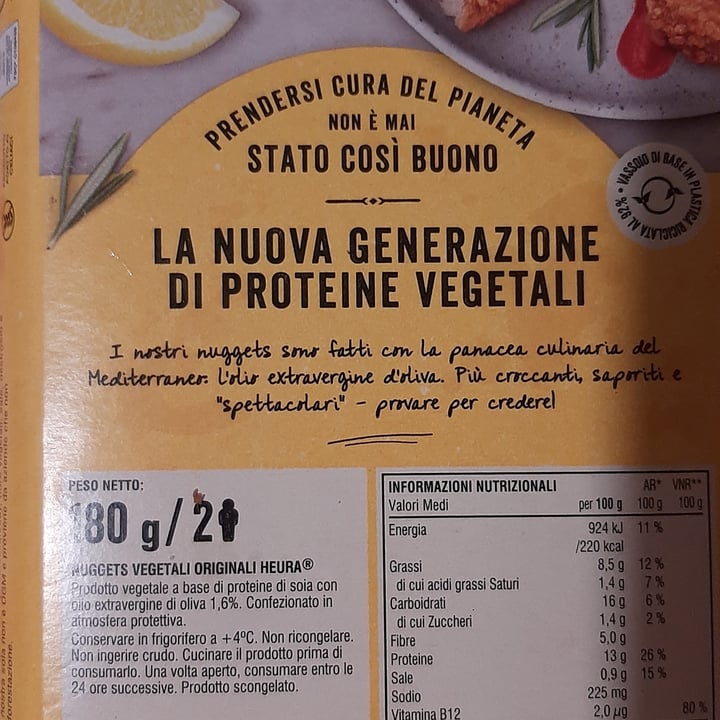 PRENDERSI CURA DEL PIANETA
NON È MAI
STATO COSÌ BUONO
VASSOIO DI BASE IN PLASTICA RICICLATA AL 92% •
LA NUOVA GENERAZIONE
DI PROTEINE VEGETALI
I nostri nuggets sono fatti con la panacea culinaria del
Mediterraneo: l'olio extravergine d'oliva. Più croccanti, saporiti e
"spettacolari" - provare per credere!
PESO NETTO:
180 g/2
NUGGETS VEGETALI ORIGINALI HEURA®
Prodotto vegetale a base di proteine di soia con
olio extravergine di oliva 1,6%. Confezionato in
atmosfera protettiva.
Conservare in frigorifero a +4°C. Non ricongelare.
Non ingerire crudo. Cucinare il prodotto prima di
consumarlo. Una volta aperto, consumare entro le
24 ore successive. Prodotto scongelato.
INFORMAZIONI NUTRIZIONALI AR* VNR**
Valori Medi per 100 g 100 g 100 g
Energia 924 kJ 11 %
/220 kcal
Grassi 8,5 g 12 %
di cui acidi grassi Saturi 1,4 g 7 %
Carboidrati 16 g 6 %
di cui Zuccheri 1,4 g 2 %
Fibre 5,0 g
Proteine 13 g 26 %
Sale 0,9 g 15 %
Sodio 225 mg
Vitamina B12 2,0 µg 80 %